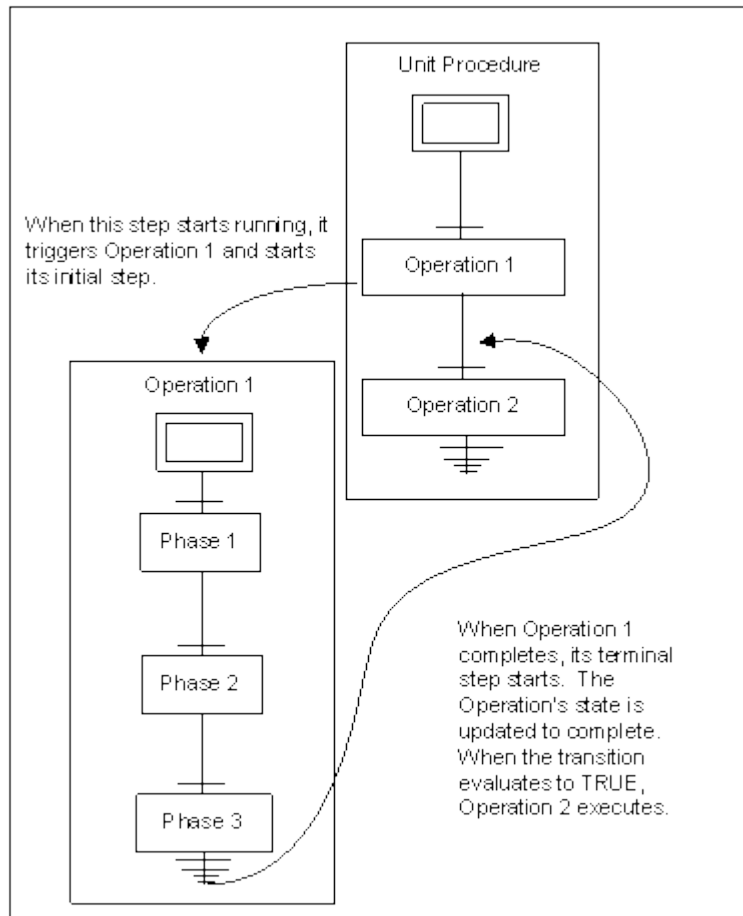 Unit Procedure
When this step starts running, it
triggers Operation 1 and starts
its initial step.
Operation 1
Operation 2
Operation 1
Phase 1
Phase 2
Phase 3
When Operation 1
completes, its terminal
step starts.  The
Operation's state is
updated to complete.
When the transition
evaluates to TRUE,
Operation 2 executes.